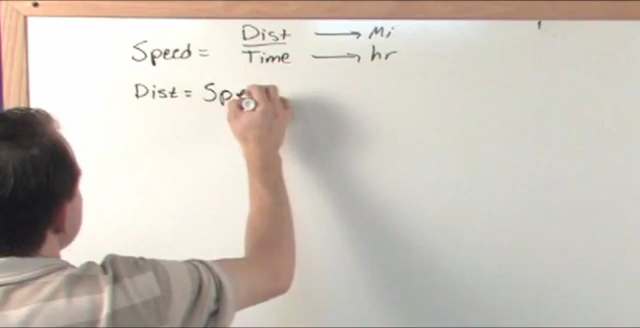 Speed = Dist → Mi
Time → hr
Dist = Spe